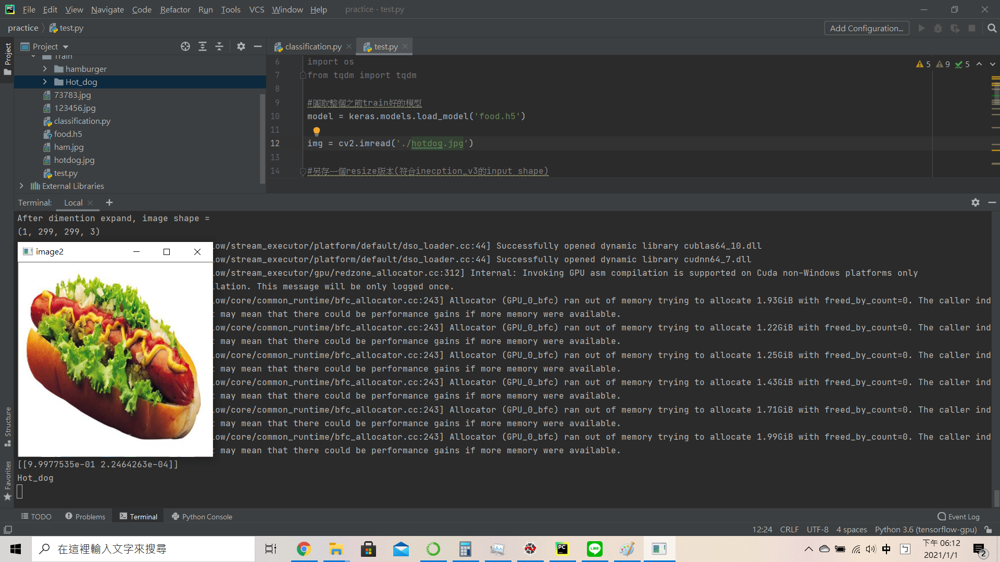 File Edit View Navigate Code Refactor Run Tools VCS Window Help practice - test.py
practice test.py Add Configuration...
Project classification.py test.py
Project
Train
hamburger
Hot_dog
73783.jpg
123456.jpg
classification.py
food.h5
ham.jpg
hotdog.jpg
test.py
External Libraries
5 9 5
6 import os
7 from tqdm import tqdm
8
9 #圖取整個之前train好的模型
10 model = keras.models.load_model('food.h5')
11
12 img = cv2.imread('./hotdog.jpg')
13
14 #另存一個resize版本(符合inecption_v3的input shape)
Terminal: Local
After dimention expand, image shape =
(1, 299, 299, 3)
image2
low/stream_executor/platform/default/dso_loader.cc:44] Successfully opened dynamic library cublas64_10.dll
low/stream_executor/platform/default/dso_loader.cc:44] Successfully opened dynamic library cudnn64_7.dll
low/stream_executor/gpu/redzone_allocator.cc:312] Internal: Invoking GPU asm compilation is supported on Cuda non-Windows platforms only
lation. This message will be only logged once.
low/core/common_runtime/bfc_allocator.cc:243] Allocator (GPU_0_bfc) ran out of memory trying to allocate 1.93GiB with freed_by_count=0. The caller ind
t may mean that there could be performance gains if more memory were available.
low/core/common_runtime/bfc_allocator.cc:243] Allocator (GPU_0_bfc) ran out of memory trying to allocate 1.22GiB with freed_by_count=0. The caller ind
t may mean that there could be performance gains if more memory were available.
low/core/common_runtime/bfc_allocator.cc:243] Allocator (GPU_0_bfc) ran out of memory trying to allocate 1.25GiB with freed_by_count=0. The caller ind
t may mean that there could be performance gains if more memory were available.
low/core/common_runtime/bfc_allocator.cc:243] Allocator (GPU_0_bfc) ran out of memory trying to allocate 1.43GiB with freed_by_count=0. The caller ind
t may mean that there could be performance gains if more memory were available.
low/core/common_runtime/bfc_allocator.cc:243] Allocator (GPU_0_bfc) ran out of memory trying to allocate 1.71GiB with freed_by_count=0. The caller ind
t may mean that there could be performance gains if more memory were available.
low/core/common_runtime/bfc_allocator.cc:243] Allocator (GPU_0_bfc) ran out of memory trying to allocate 1.99GiB with freed_by_count=0. The caller ind
t may mean that there could be performance gains if more memory were available.
[[9.9977535e-01 2.2464263e-04]]
Hot_dog
Structure
Favorites
TODO Problems Terminal Python Console Event Log
12:24 CRLF UTF-8 4 spaces Python 3.6 (tensorflow-gpu)
在這裡輸入文字來搜尋 PC LINE 中 ㄅ 下午 06:12
2021/1/1 2